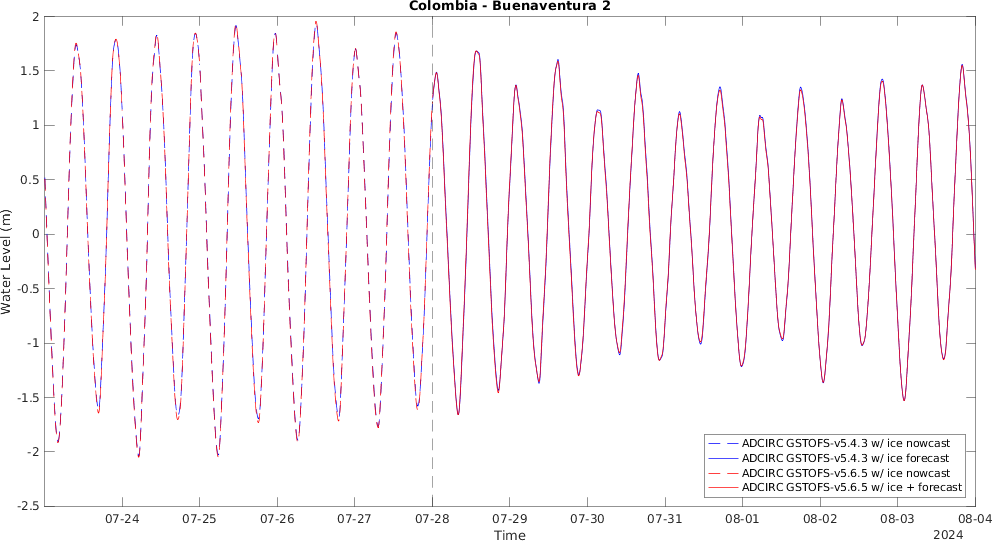 Colombia - Buenaventura 2
2
1.5
1
0.5
0
-0.5
-1
-1.5
-2
-2.5
Water Level (m)
07-24 07-25 07-26 07-27 07-28 07-29 07-30 07-31 08-01 08-02 08-03 08-04
Time
2024
ADCIRC GSTOFS-v5.4.3 w/ ice nowcast
ADCIRC GSTOFS-v5.4.3 w/ ice forecast
ADCIRC GSTOFS-v5.6.5 w/ ice nowcast
ADCIRC GSTOFS-v5.6.5 w/ ice + forecast